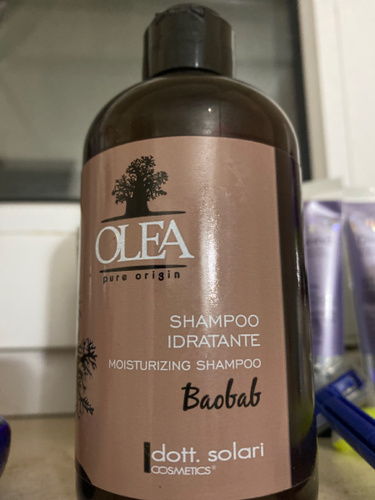 OLEA
pure origin
SHAMPOO
IDRATANTE
MOISTURIZING SHAMPOO
Baobab
dott. solari
COSMETICS®